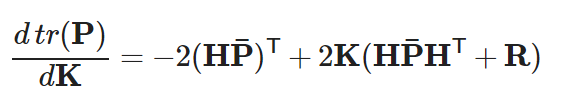 d tr(𝐏)/d𝐊 = −2(𝐇𝐏̄)ᵀ + 2𝐊(𝐇𝐏̄𝐇ᵀ + 𝐑)